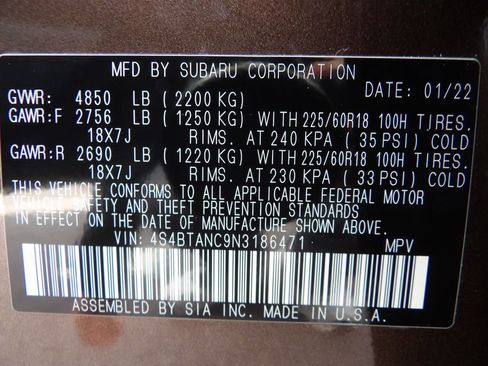 MFD BY SUBARU CORPORATION
GVWR: 4850 LB (2200 KG) DATE 01/22
GAWR:F 2756 LB (1250 KG) WITH 225/60R18 100H TIRES.
18X7J RIMS. AT 240 KPA (35 PSI) COLD
GAWR:R 2690 LB (1220 KG) WITH 225/60R18 100H TIRES.
18X7J RIMS. AT 230 KPA (33 PSI) COLD
THIS VEHICLE CONFORMS TO ALL APPLICABLE FEDERAL MOTOR
VEHICLE SAFETY AND THEFT PREVENTION STANDARDS
IN EFFECT ON THE DATE OF MANUFACTURE SHOWN ABOVE.
VIN: 4S4BTANC9N3186471 MPV
ASSEMBLED BY SIA INC. MADE IN U.S.A.